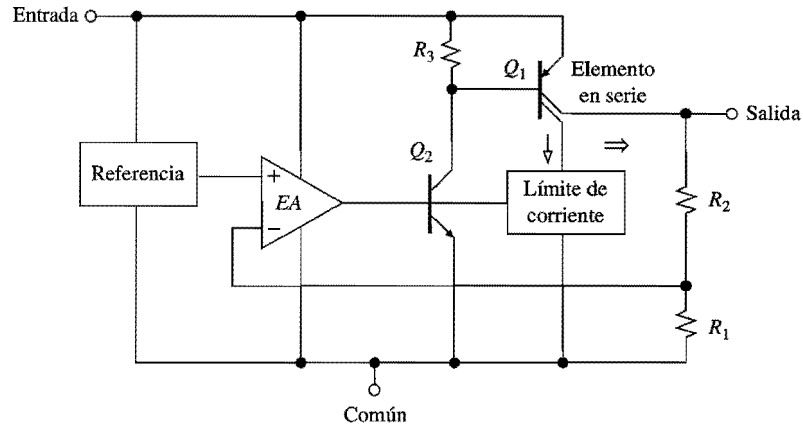 Entrada
R3
Q1
Elemento
en serie
Salida
Referencia
+
EA
−
Q2
Límite de
corriente
R2
R1
Común